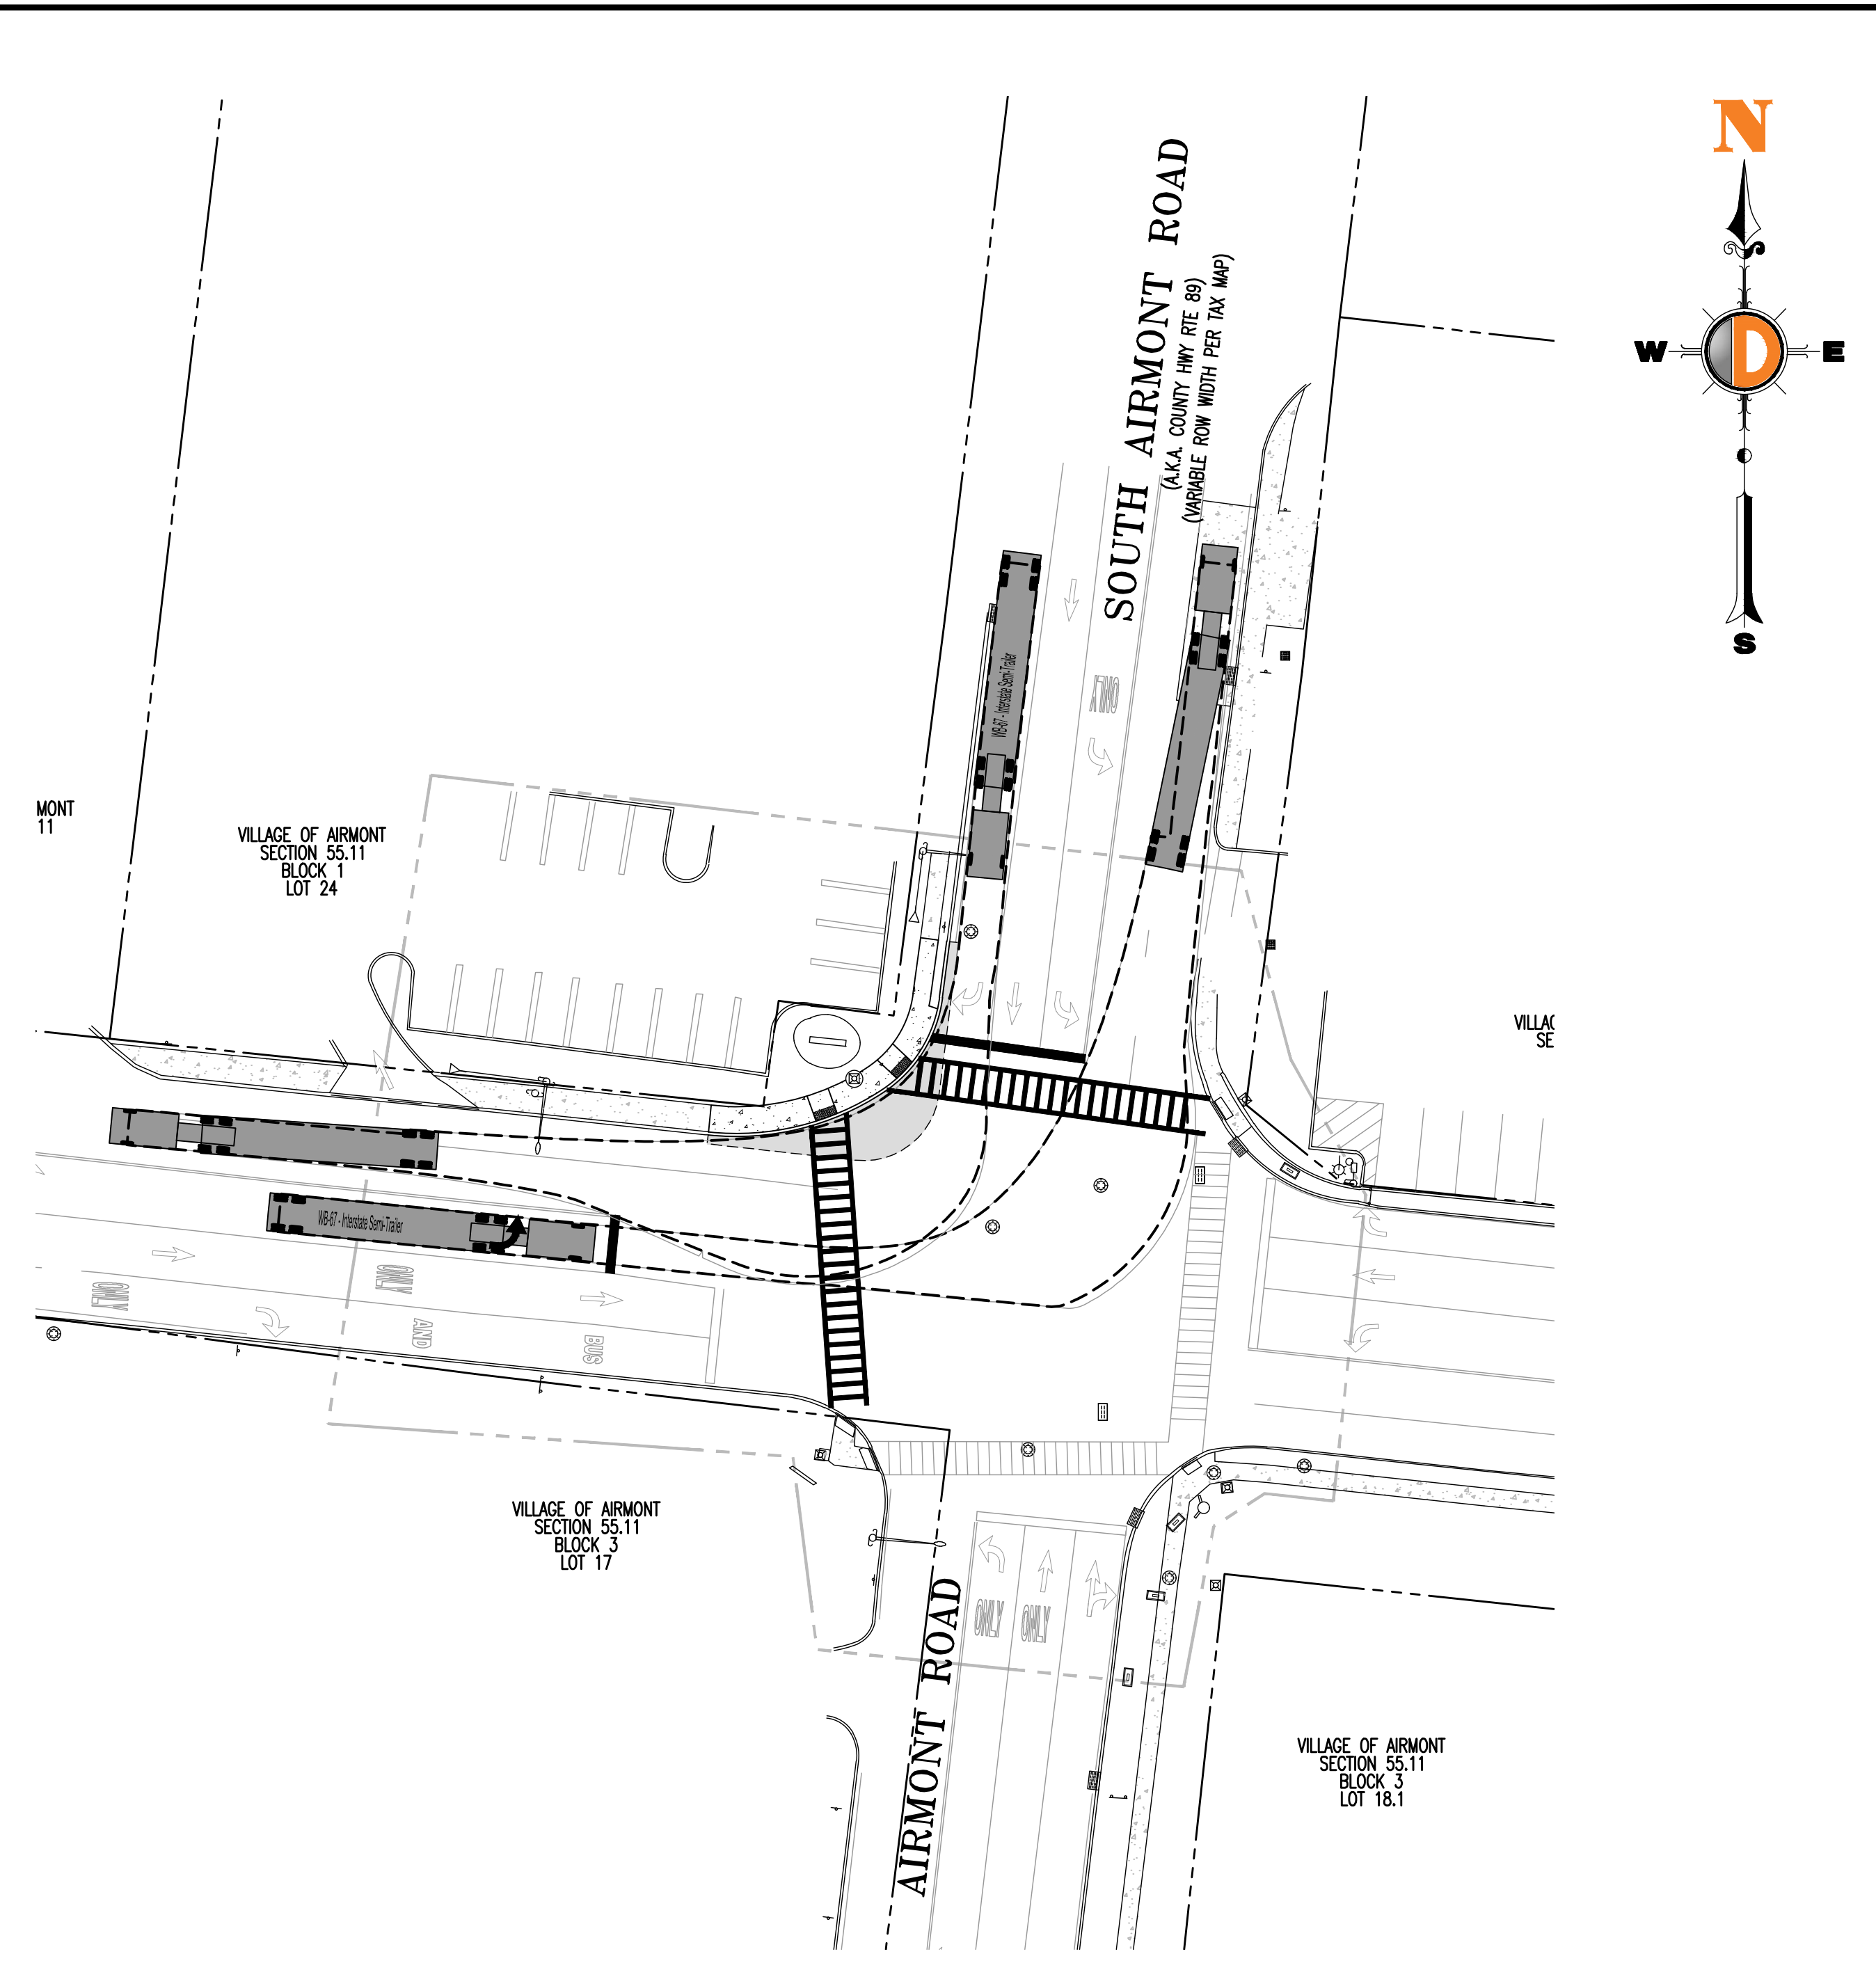 N
W
E
S
SOUTH AIRMONT ROAD
(A.K.A. COUNTY HWY RTE 89)
(VARIABLE ROW WIDTH PER TAX MAP)
WB-67 - Interstate Semi-Trailer
ONLY
MONT
11
VILLAGE OF AIRMONT
SECTION 55.11
BLOCK 1
LOT 24
VILLAG
SE
WB-67 - Interstate Semi-Trailer
ONLY
ONLY
AND
BUS
VILLAGE OF AIRMONT
SECTION 55.11
BLOCK 3
LOT 17
ONLY
ONLY
AIRMONT ROAD
VILLAGE OF AIRMONT
SECTION 55.11
BLOCK 3
LOT 18.1